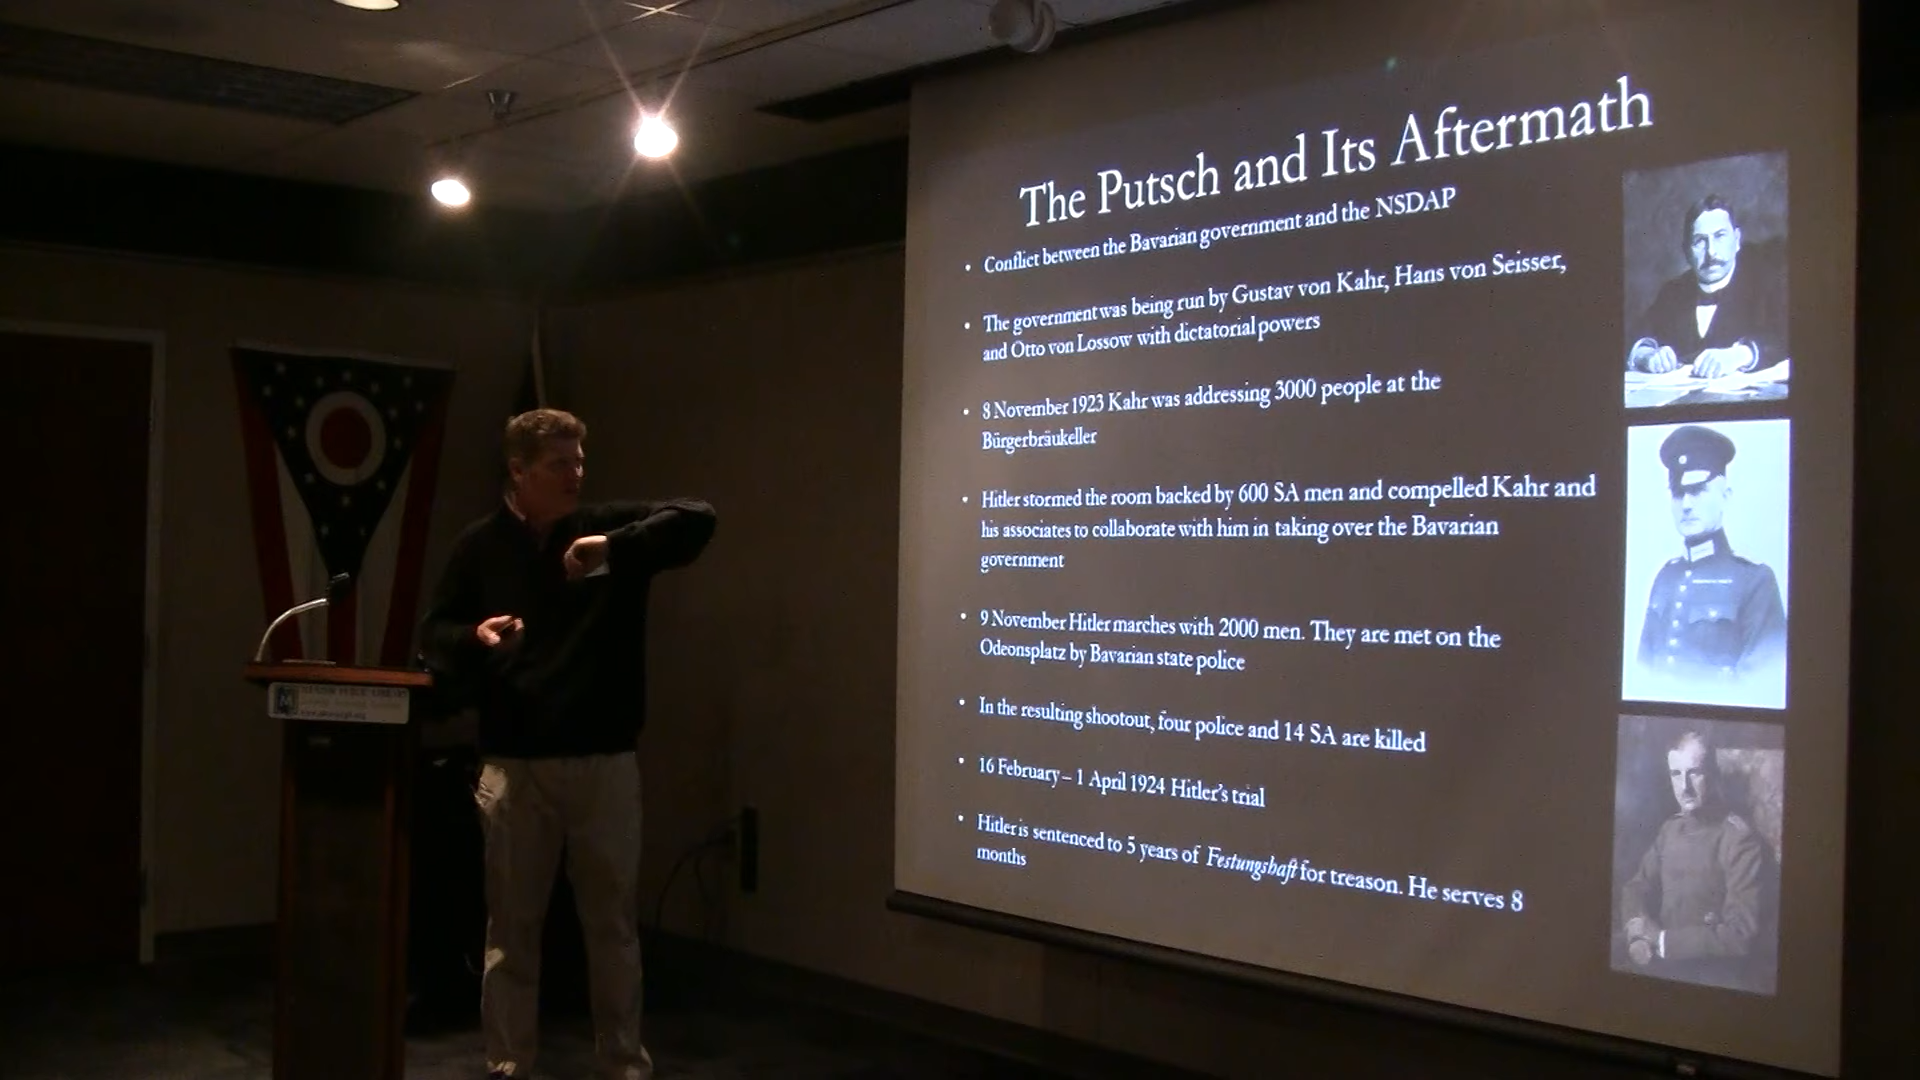 The Putsch and Its Aftermath
• Conflict between the Bavarian government and the NSDAP
• The government was being run by Gustav von Kahr, Hans von Seisser,
and Otto von Lossow with dictatorial powers
• 8 November 1923 Kahr was addressing 3000 people at the
Bürgerbräukeller
• Hitler stormed the room backed by 600 SA men and compelled Kahr and
his associates to collaborate with him in taking over the Bavarian
government
• 9 November Hitler marches with 2000 men. They are met on the
Odeonsplatz by Bavarian state police
• In the resulting shootout, four police and 14 SA are killed
• 16 February – 1 April 1924 Hitler's trial
• Hitler is sentenced to 5 years of Festungshaft for treason. He serves 8
months